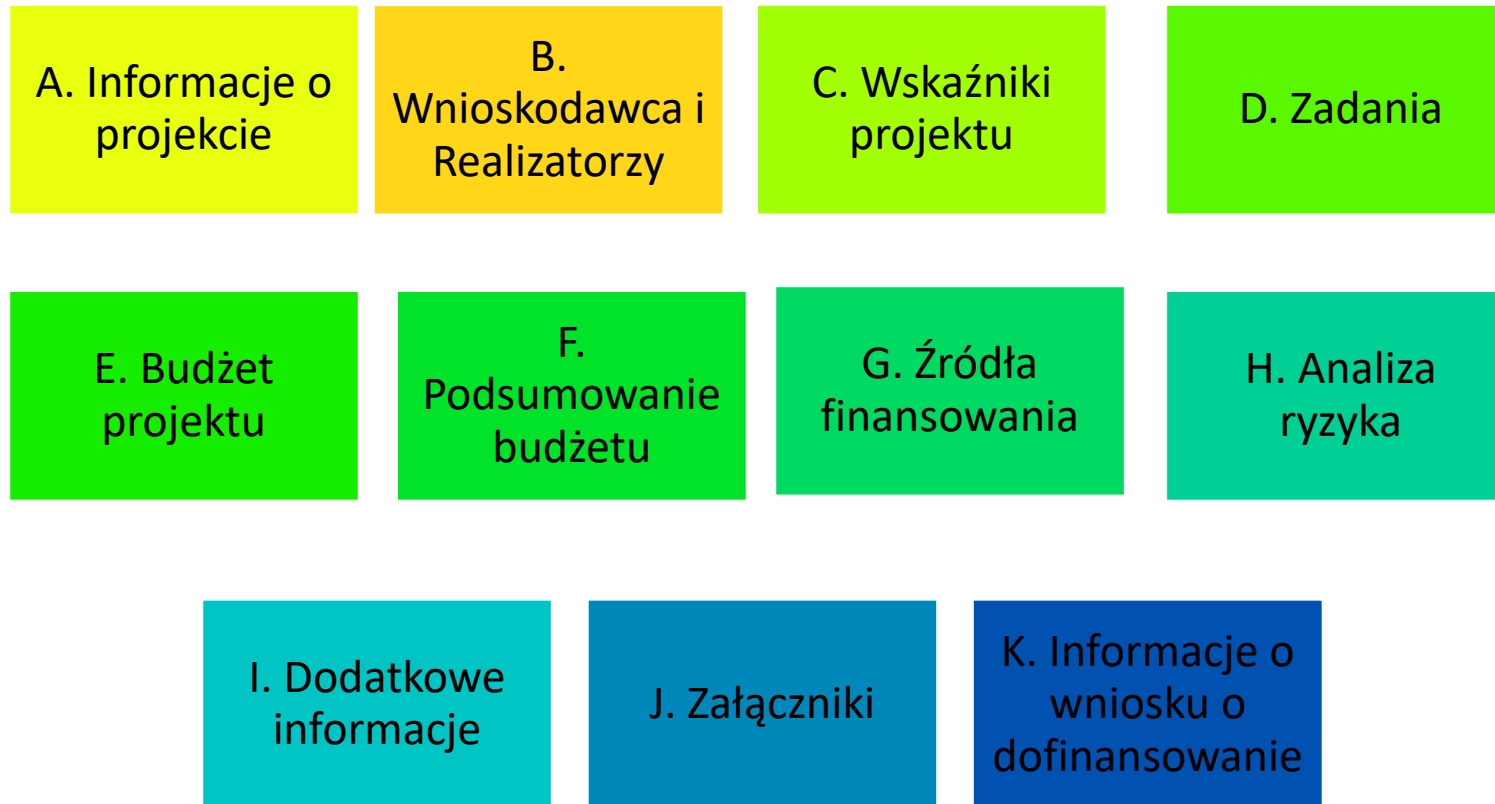 A. Informacje o
projekcie
B.
Wnioskodawca i
Realizatorzy
C. Wskaźniki
projektu
D. Zadania
E. Budżet
projektu
F.
Podsumowanie
budżetu
G. Źródła
finansowania
H. Analiza
ryzyka
I. Dodatkowe
informacje
J. Załączniki
K. Informacje o
wniosku o
dofinansowanie